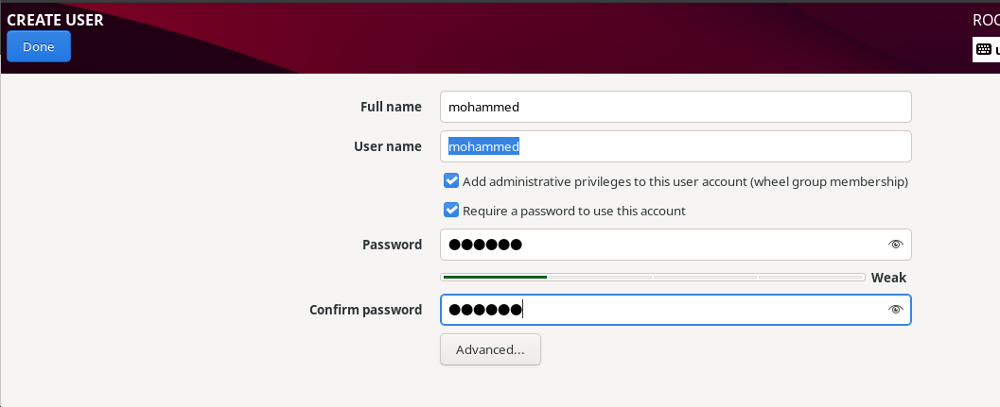 CREATE USER
Done
Full name
mohammed
User name
mohammed
Add administrative privileges to this user account (wheel group membership)
Require a password to use this account
Password
●●●●●●
Weak
Confirm password
●●●●●●
Advanced...